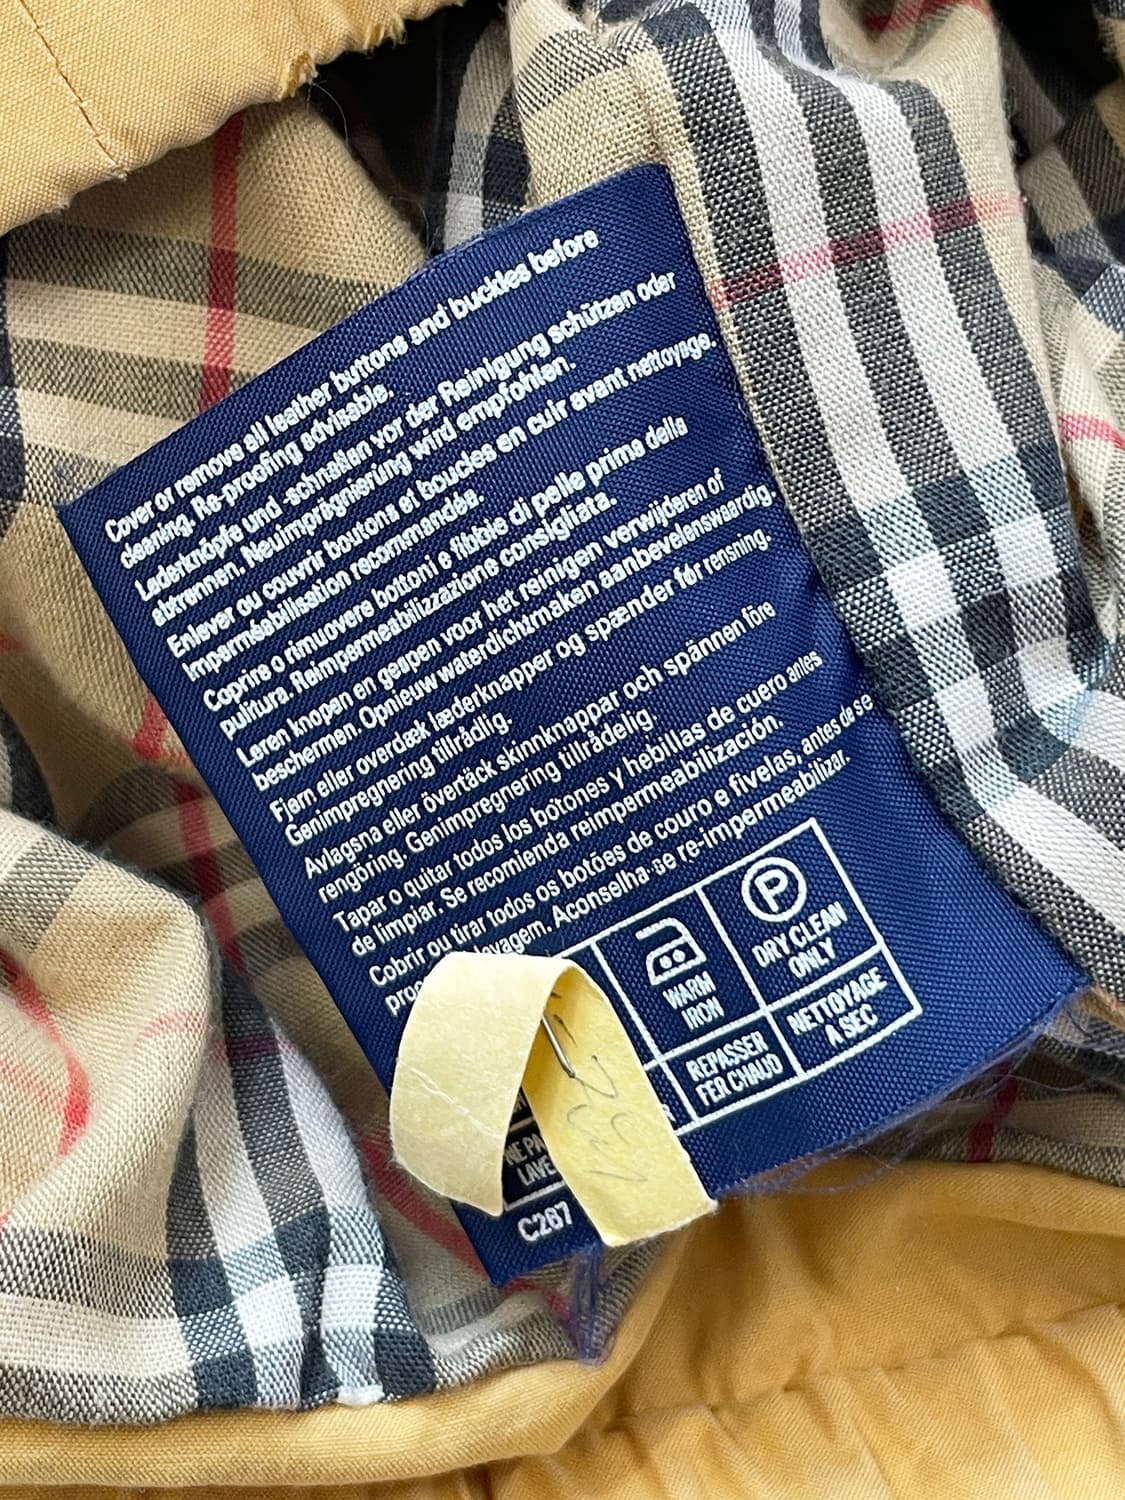 Cover or remove all leather buttons and buckles before
cleaning. Re-proofing advisable.
Lederknöpfe und -schnallen vor der Reinigung schützen oder
abtrennen. Neuimprägnierung wird empfohlen.
Enlever ou couvrir boutons et boucles en cuir avant nettoyage.
Imperméabilisation recommandée.
Coprire o rimuovere bottoni e fibbie di pelle prima della
pulitura. Reimpermeabilizzazione consigliata.
Leren knopen en gespen voor het reinigen verwijderen of
beschermen. Opnieuw waterdichtmaken aanbevelenswaardig.
Fjern eller overdæk læderknapper og spænder før rensning.
Genimpregnering tillrådlig.
Avlägsna eller övertäck skinnknappar och spännen före
rengöring. Genimpregnering tillrådelig.
Tapar o quitar todos los botones y hebillas de cuero antes
de limpiar. Se recomienda reimpermeabilización.
Cobrir ou tirar todos os botões de couro e fivelas, antes de se
lavagem. Aconselha-se re-impermeabilizar.
P
DRY CLEAN
ONLY
WARM
IRON
NETTOYAGE
A SEC
REPASSER
FER CHAUD
NE PA
LAVE
C267